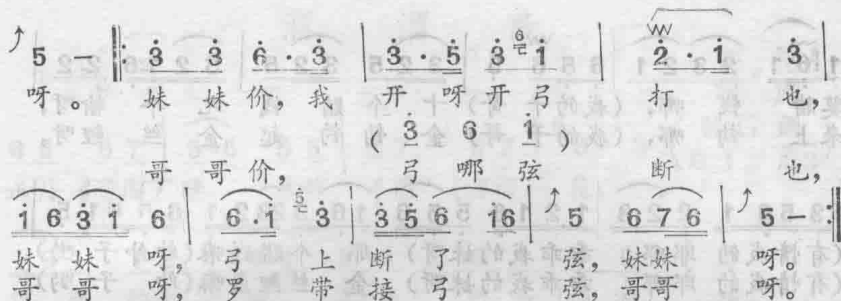 5 — 3 3 6 · 3 3 · 5 3 6 1 2 · 1 3
呀。 妹 妹 价, 我 开 呀 开 弓 打 也,
( 3 6 1 )
哥 哥 价, 弓 哪 弦 断 也,
1 6 3 1 6 6 · 1 5 3 3 5 6 16 5 6 7 6 5 —
妹 妹 呀, 弓 上 断 了 弦, 妹妹 呀。
哥 哥 呀, 罗 带 接 弓 弦, 哥哥 呀。